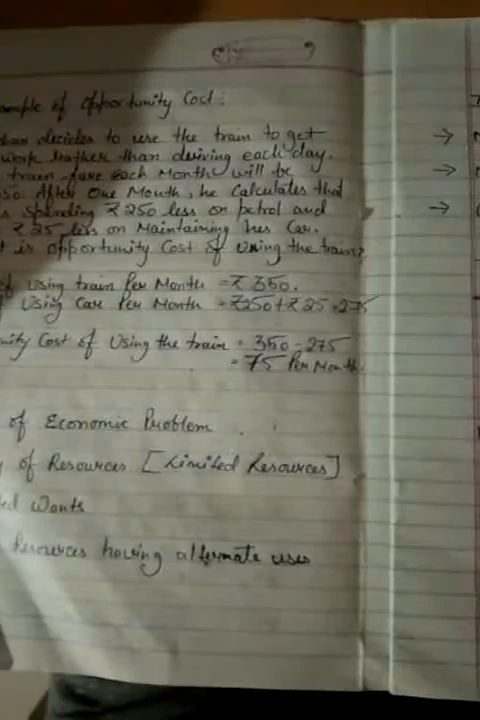 ample of Opportunity Cost:
decides to use the train to get
work rather than driving each day.
train fare each Month will be
350. After One Month, he Calculates that
is spending ₹250 less on petrol and
₹25 less on Maintaining his Car.
t is opportunity Cost of Using the train?
of Using train Per Month = ₹350.
Using Car Per Month = ₹250+₹25=275
nity Cost of Using the train = 350-275
= 75 Per Month.
of Economic Problem
of Resources [Limited Resources]
ed Wants
Resources having alternate uses
→
→
→